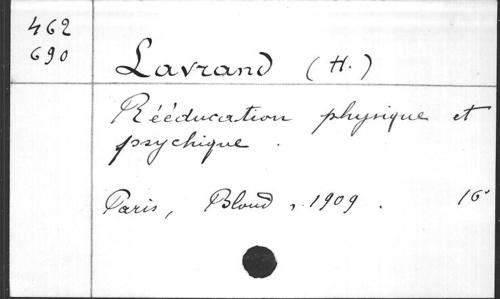 462
690
Lavrand (H.)
Rééducation physique et
psychique.
Paris, Bloud, 1909. 16°